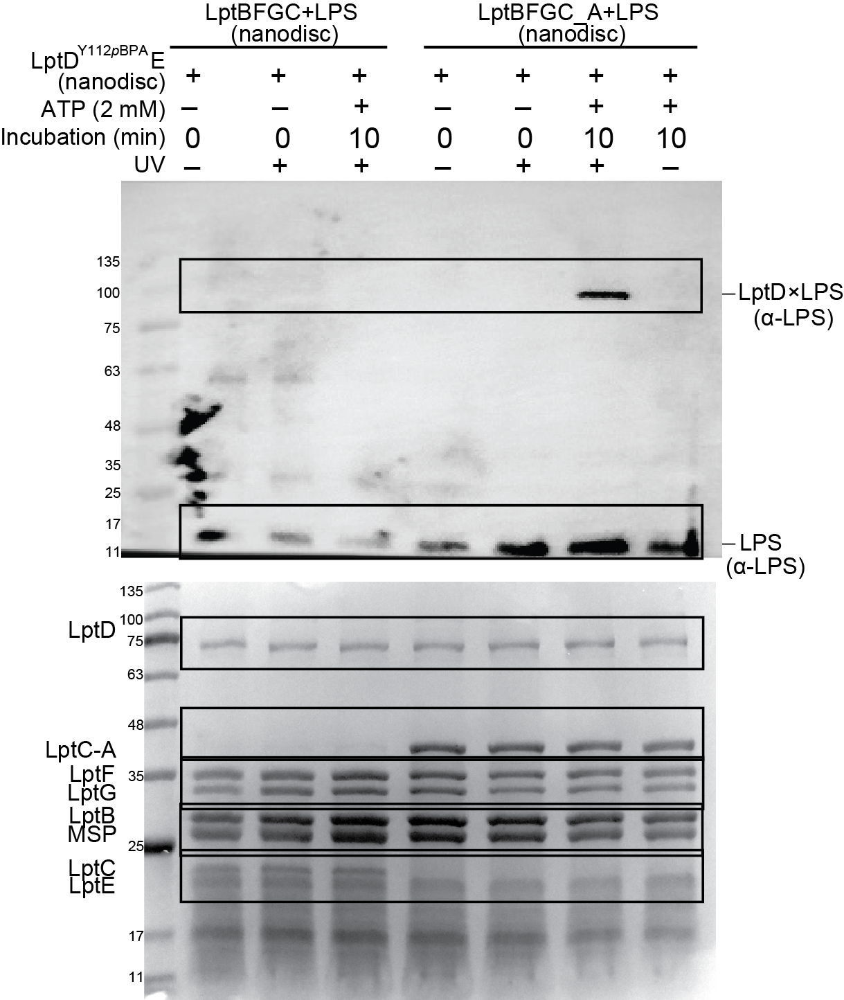 LptBFGC+LPS
(nanodisc)
LptBFGC_A+LPS
(nanodisc)
LptD^Y112pBPA E
(nanodisc) + + + + + + +
ATP (2 mM) – – + – – + +
Incubation (min) 0 0 10 0 0 10 10
UV – + + – + + –
135
100
75
63
48
35
25
17
11
LptD×LPS
(α-LPS)
LPS
(α-LPS)
135
100
75
63
48
35
25
17
11
LptD
LptC-A
LptF
LptG
LptB
MSP
LptC
LptE